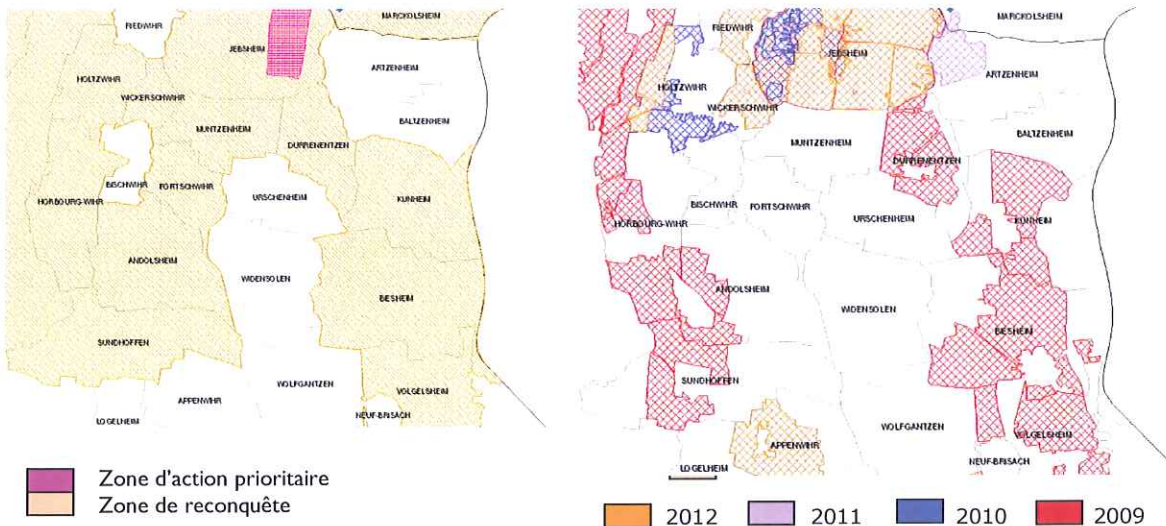 RIEDWIHR
MARCKOLSHEIM
JEBSHEIM
ARTZENHEIM
HOLTZWIHR
WICKERSCHWIHR
BALTZENHEIM
MUNTZENHEIM
DURRENENTZEN
BISCHWIHR
FORTSCHWIHR
URSCHENHEIM
KUNHEIM
HORBOURG-WIHR
ANDOLSHEIM
WIDENSOLEN
BIESHEIM
SUNDHOFFEN
WOLFGANTZEN
VOLGELSHEIM
APPENWIHR
NEUF-BRISACH
LOGELHEIM
Zone d'action prioritaire
Zone de reconquête
MARCKOLSHEIM
RIEDWIHR
JEBSHEIM
ARTZENHEIM
HOLTZWIHR
WICKERSCHWIHR
BALTZENHEIM
MUNTZENHEIM
DURRENENTZEN
BISCHWIHR
FORTSCHWIHR
URSCHENHEIM
KUNHEIM
HORBOURG-WIHR
ANDOLSHEIM
WIDENSOLEN
BIESHEIM
SUNDHOFFEN
WOLFGANTZEN
VOLGELSHEIM
APPENWIHR
NEUF-BRISACH
LOGELHEIM
2012 2011 2010 2009